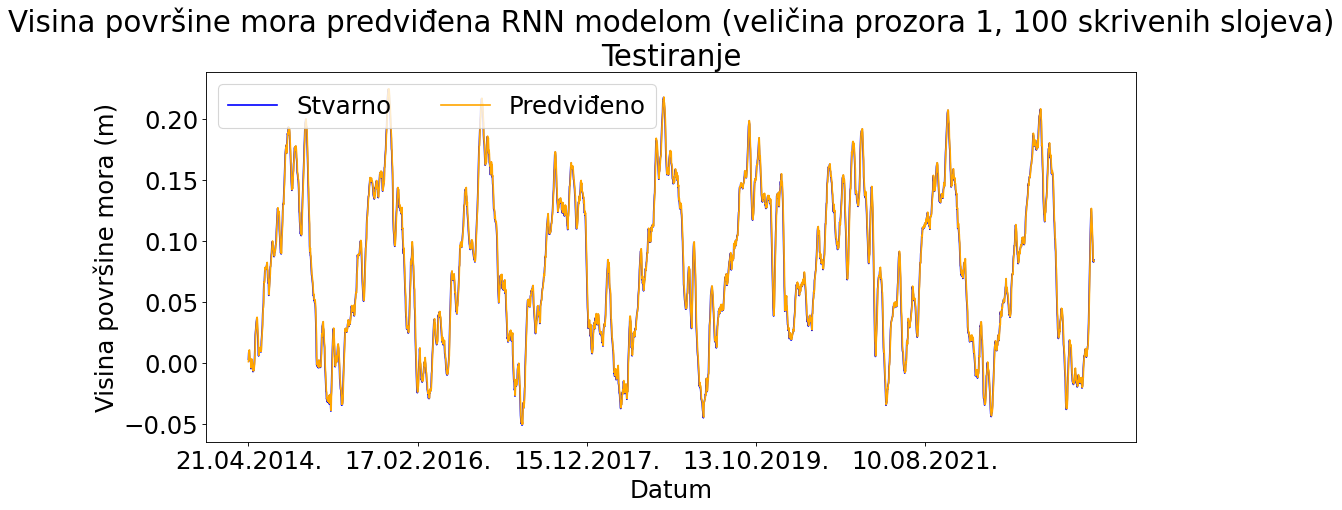 Visina površine mora predviđena RNN modelom (veličina prozora 1, 100 skrivenih slojeva)
Testiranje
Stvarno
Predviđeno
Visina površine mora (m)
0.20
0.15
0.10
0.05
0.00
−0.05
21.04.2014.
17.02.2016.
15.12.2017.
13.10.2019.
10.08.2021.
Datum